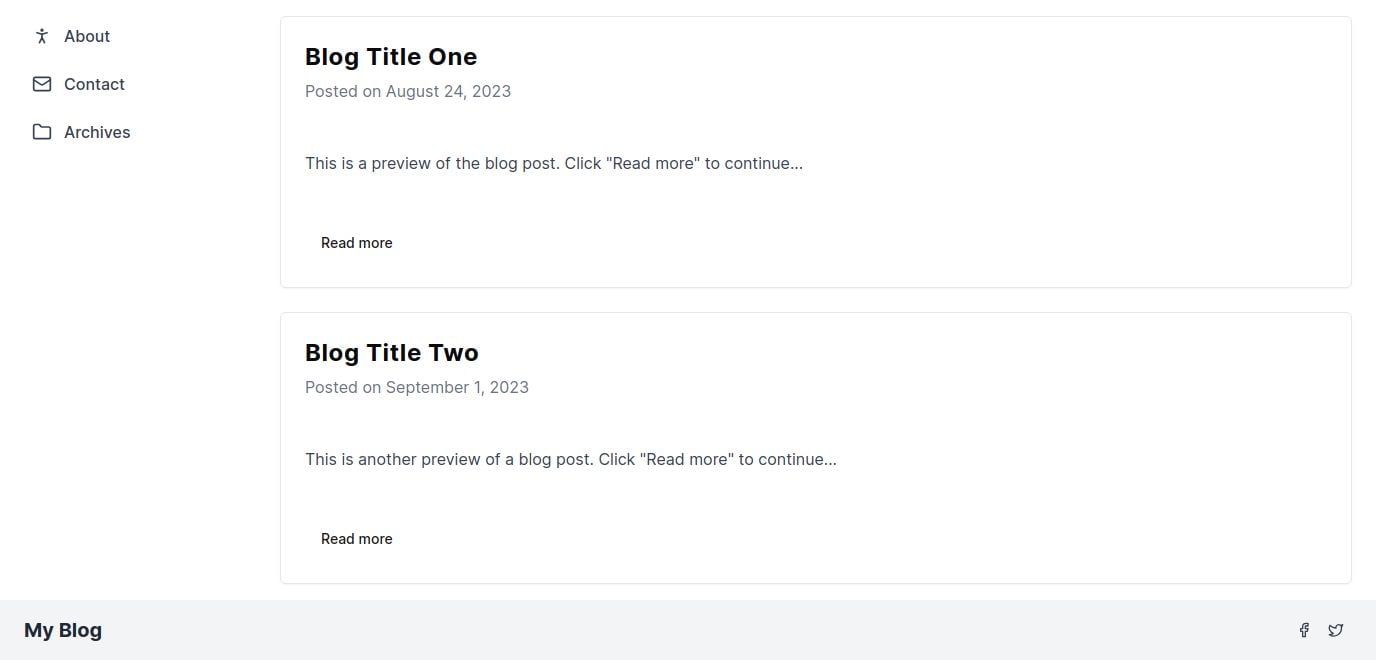 About
Contact
Archives
Blog Title One
Posted on August 24, 2023
This is a preview of the blog post. Click "Read more" to continue...
Read more
Blog Title Two
Posted on September 1, 2023
This is another preview of a blog post. Click "Read more" to continue...
Read more
My Blog